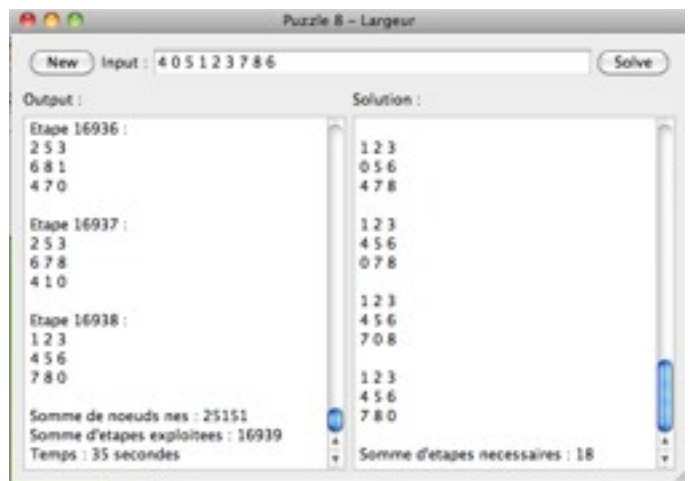 Puzzle 8 – Largeur
New Input : 4 0 5 1 2 3 7 8 6 Solve
Output :
Etape 16936 :
2 5 3
6 8 1
4 7 0
Etape 16937 :
2 5 3
6 7 8
4 1 0
Etape 16938 :
1 2 3
4 5 6
7 8 0
Somme de noeuds nes : 25151
Somme d'etapes exploitees : 16939
Temps : 35 secondes
Solution :
1 2 3
0 5 6
4 7 8
1 2 3
4 5 6
0 7 8
1 2 3
4 5 6
7 0 8
1 2 3
4 5 6
7 8 0
Somme d'etapes necessaires : 18